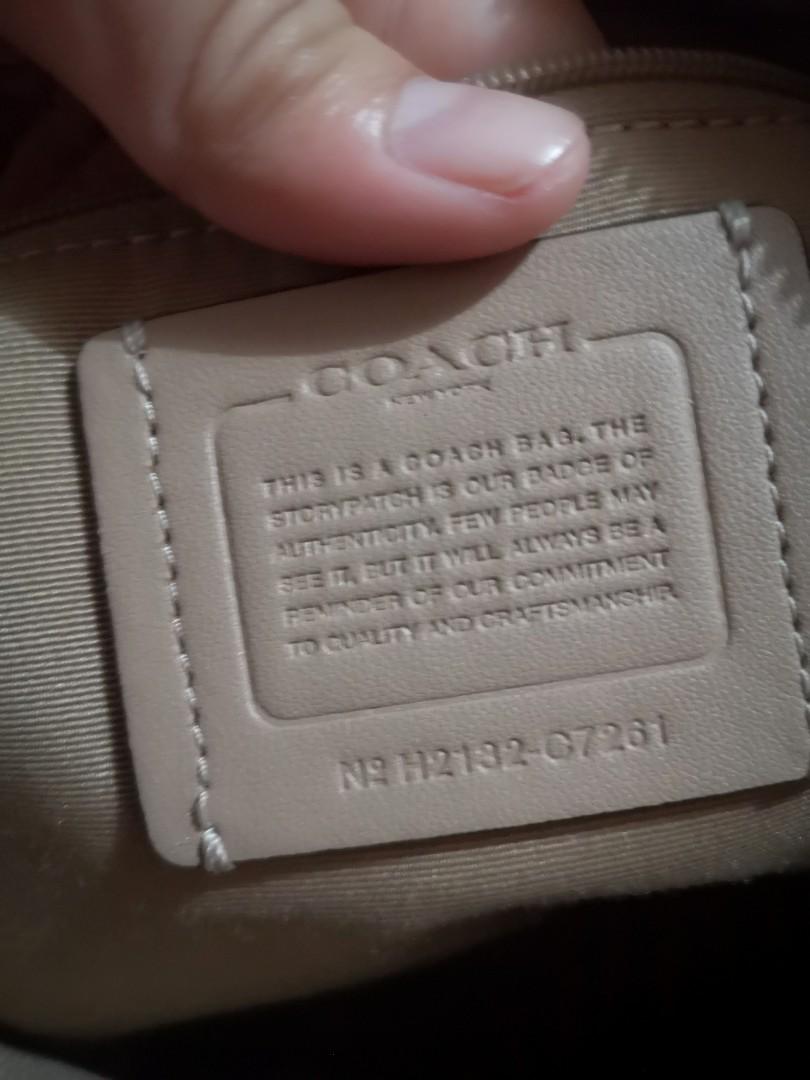 COACH
NEW YORK
THIS IS A COACH BAG. THE
STORYPATCH IS OUR BADGE OF
AUTHENTICITY. FEW PEOPLE MAY
SEE IT, BUT IT WILL ALWAYS BE A
REMINDER OF OUR COMMITMENT
TO QUALITY AND CRAFTSMANSHIP.
Nº H2132-C7261